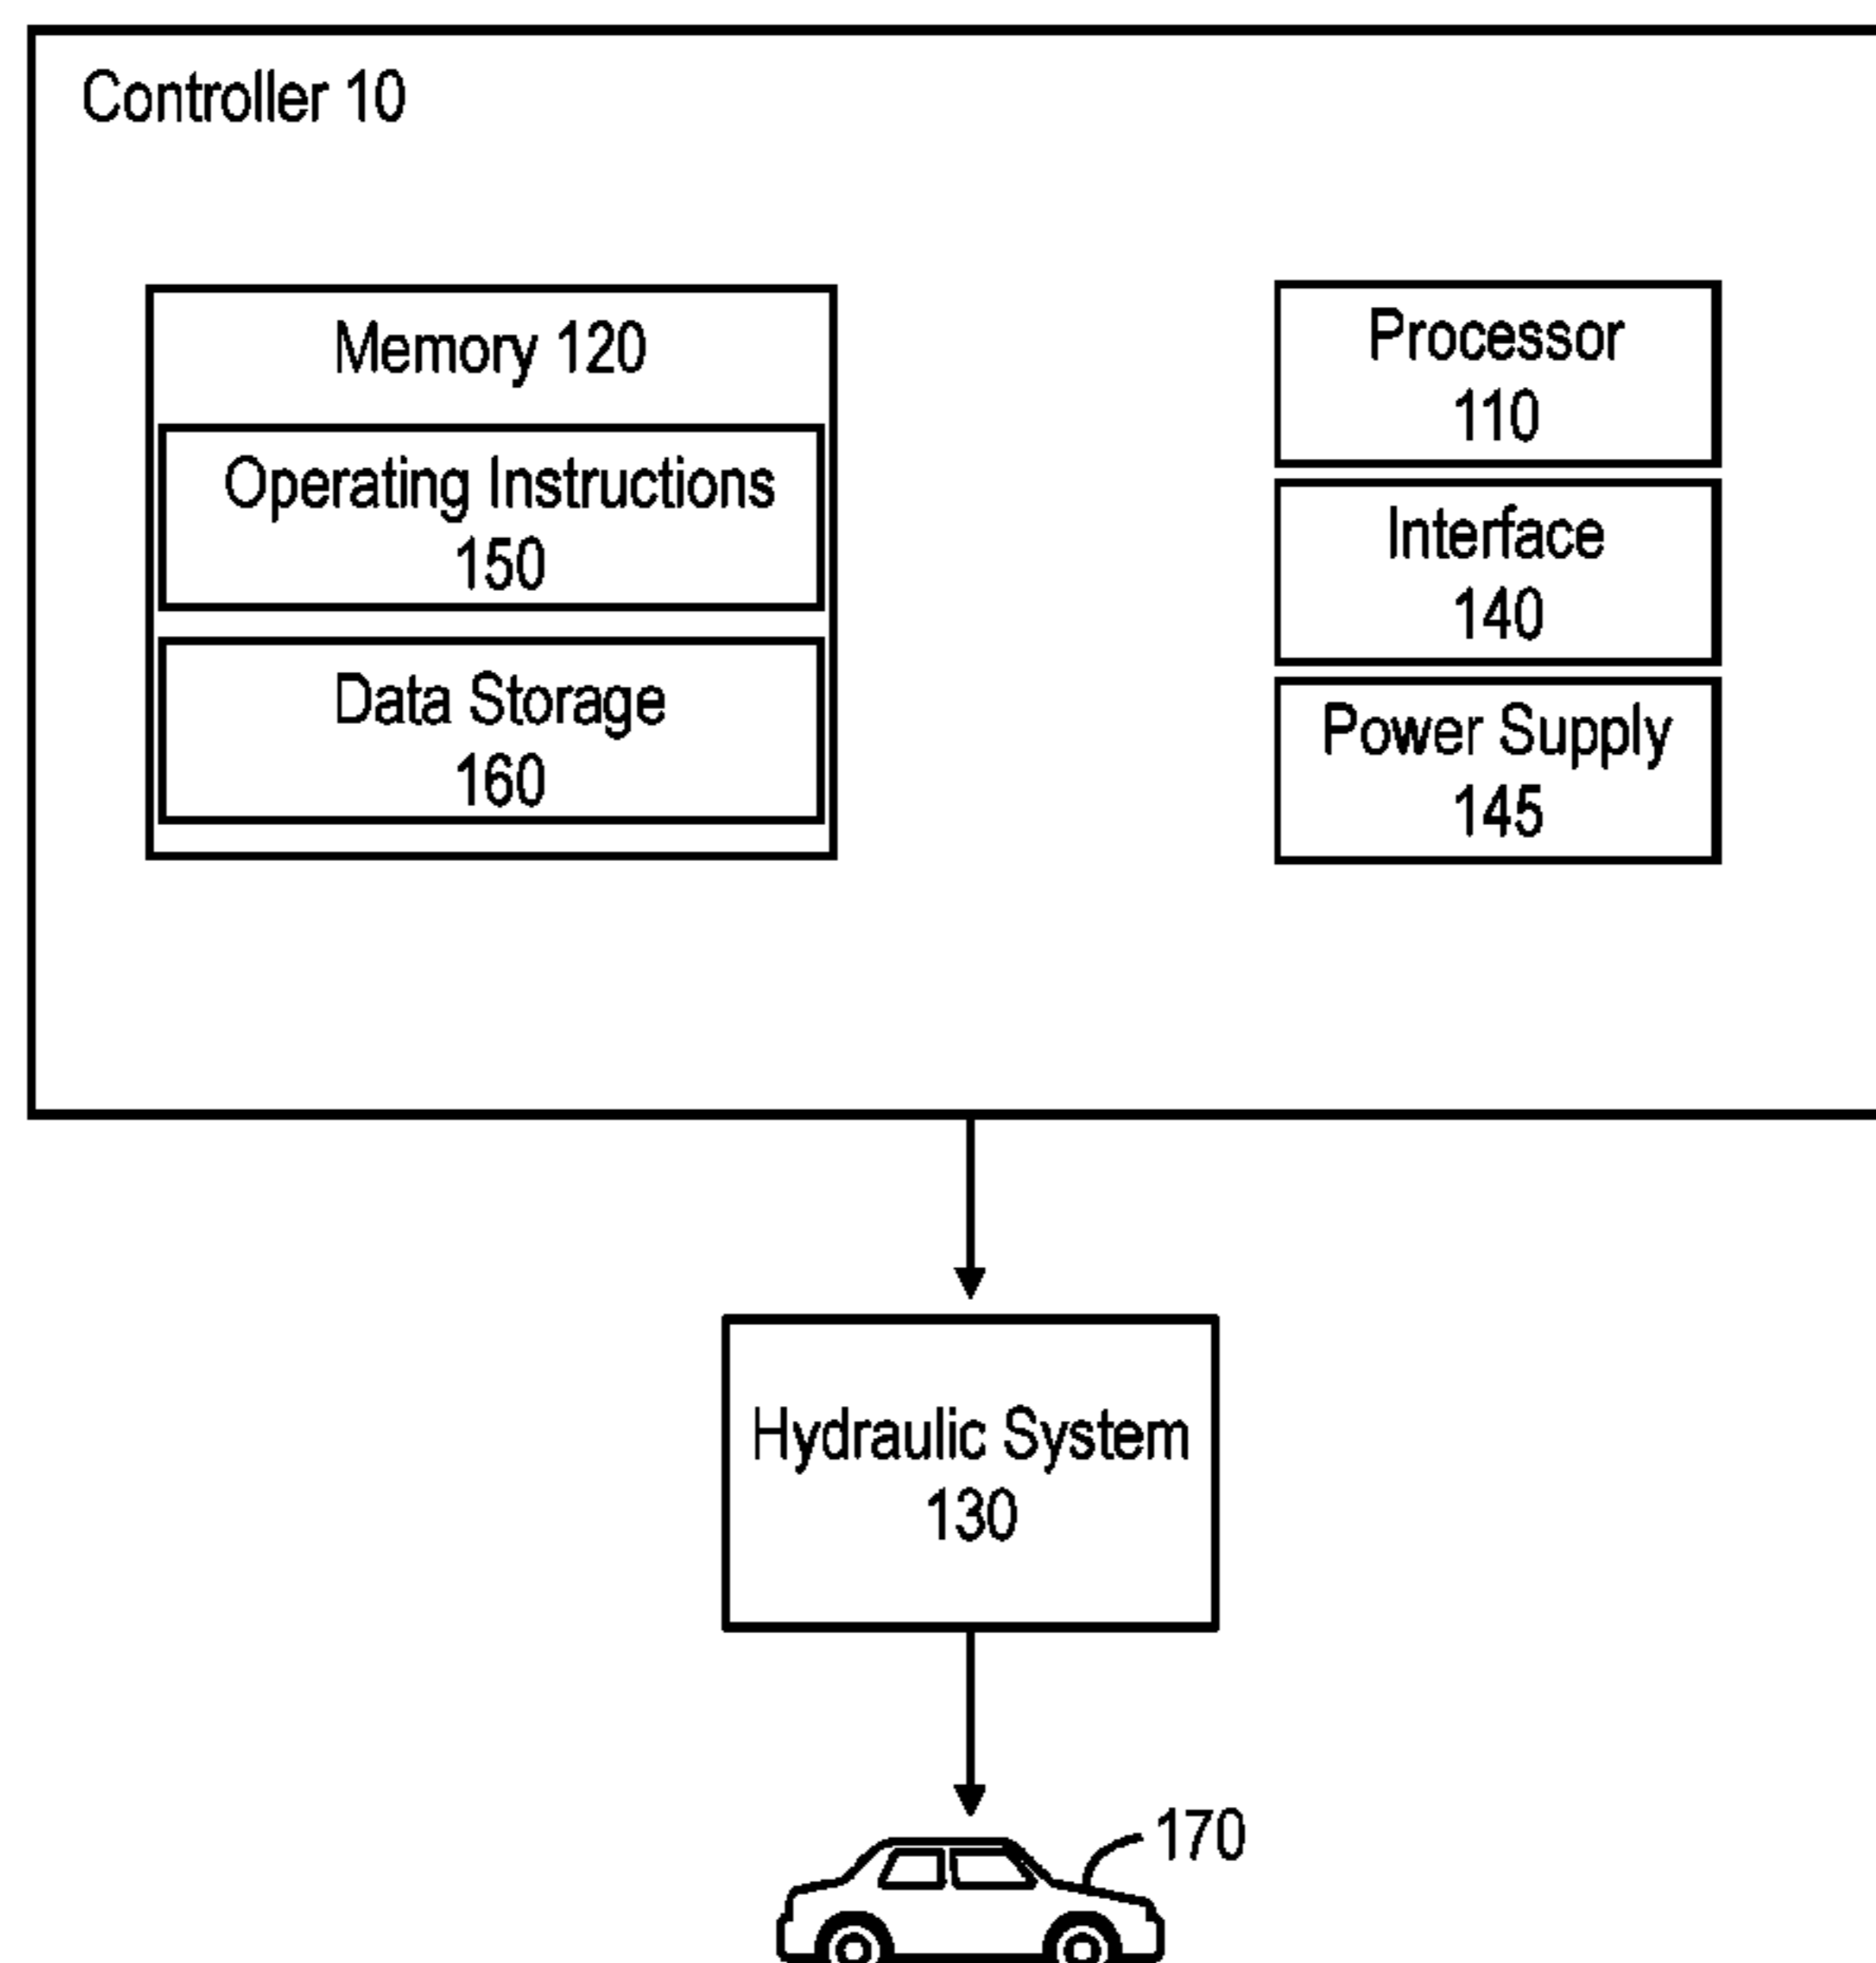 Controller 10
Memory 120
Operating Instructions
150
Data Storage
160
Processor
110
Interface
140
Power Supply
145
Hydraulic System
130
170